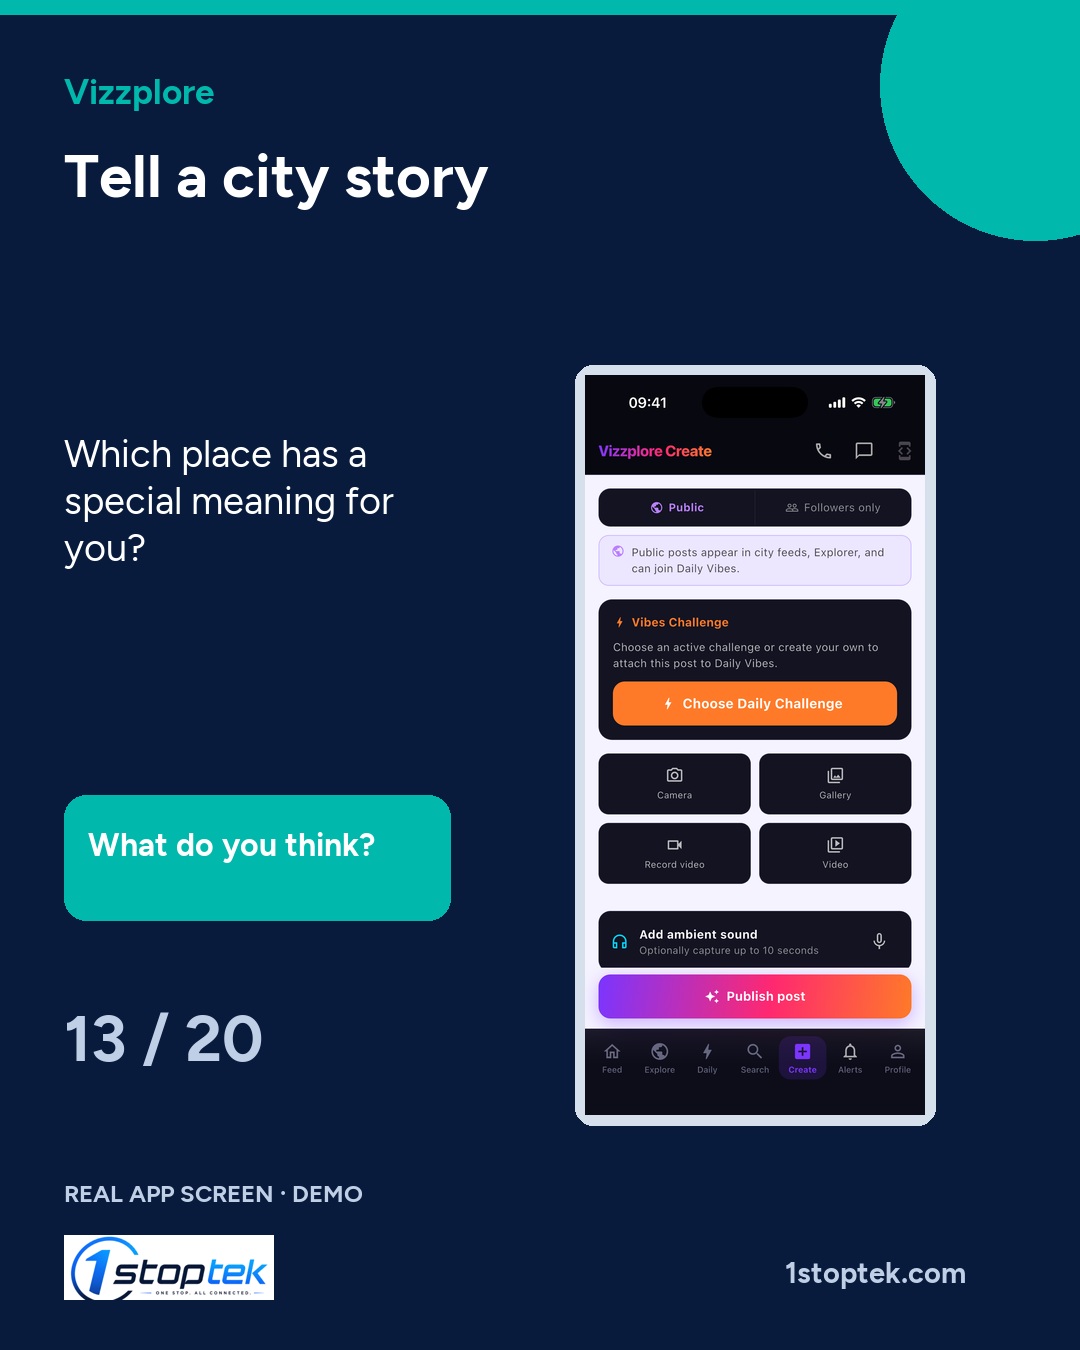 Vizzplore
Tell a city story
Which place has a
special meaning for
you?
What do you think?
13 / 20
REAL APP SCREEN · DEMO
1stoptek
ONE STOP. ALL CONNECTED.
1stoptek.com
09:41
Vizzplore Create
Public
Followers only
Public posts appear in city feeds, Explorer, and
can join Daily Vibes.
Vibes Challenge
Choose an active challenge or create your own to
attach this post to Daily Vibes.
Choose Daily Challenge
Camera
Gallery
Record video
Video
Add ambient sound
Optionally capture up to 10 seconds
Publish post
Feed
Explore
Daily
Search
Create
Alerts
Profile